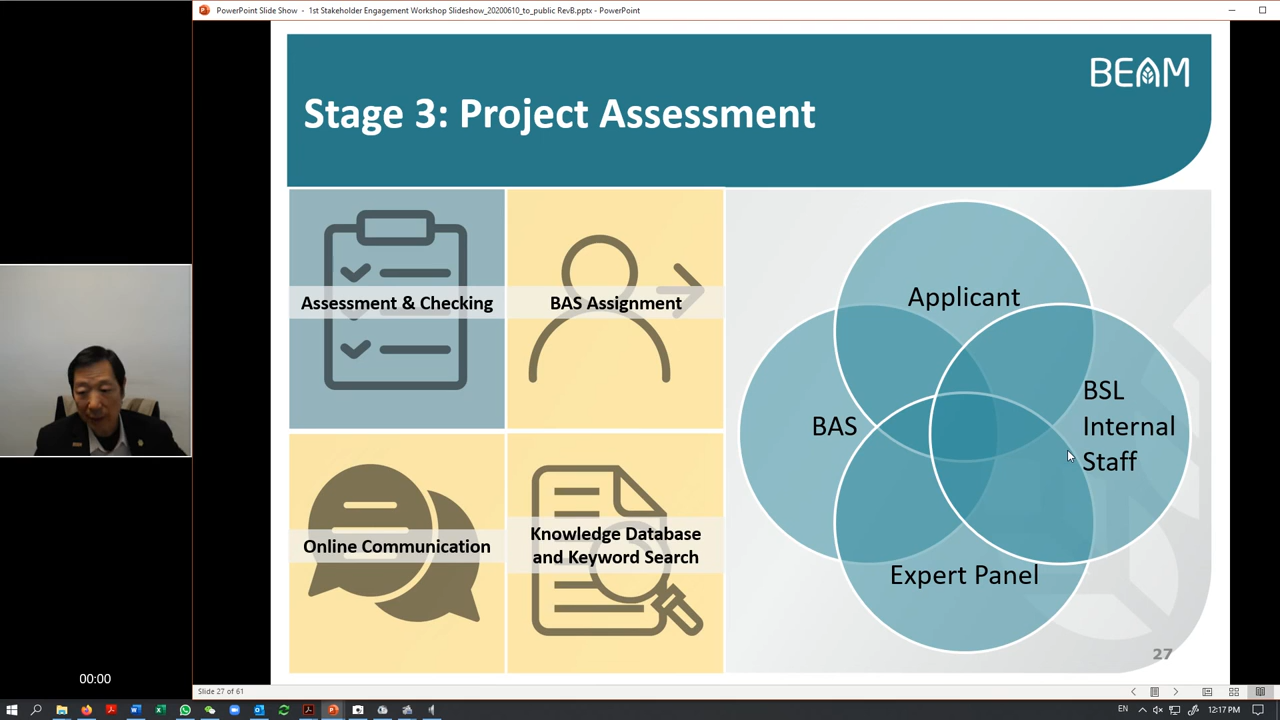 PowerPoint Slide Show - 1st Stakeholder Engagement Workshop Slideshow_20200610_to_public RevB.pptx - PowerPoint
BEAM
Stage 3: Project Assessment
Assessment & Checking
BAS Assignment
Online Communication
Knowledge Database
and Keyword Search
Applicant
BAS
BSL
Internal
Staff
Expert Panel
27
00:00
Slide 27 of 61
EN
12:17 PM